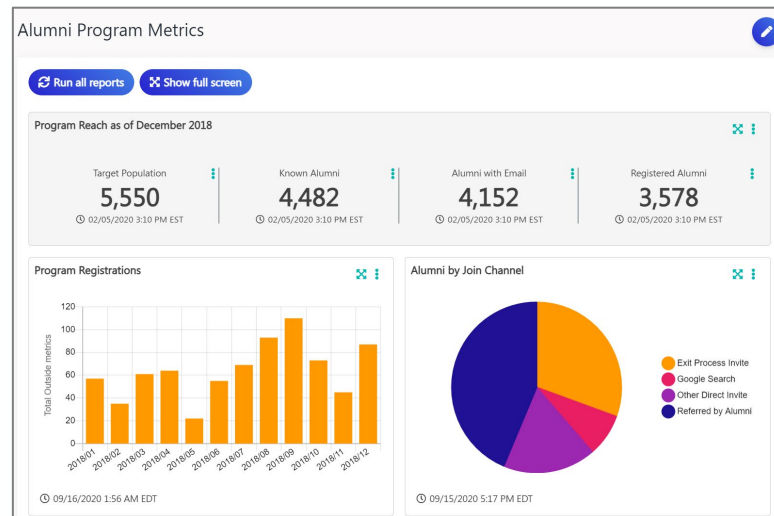 Alumni Program Metrics
Run all reports
Show full screen
Program Reach as of December 2018
Target Population
5,550
02/05/2020 3:10 PM EST
Known Alumni
4,482
02/05/2020 3:10 PM EST
Alumni with Email
4,152
02/05/2020 3:10 PM EST
Registered Alumni
3,578
02/05/2020 3:10 PM EST
Program Registrations
Total Outside metrics
120
100
80
60
40
20
0
2018/01
2018/02
2018/03
2018/04
2018/05
2018/06
2018/07
2018/08
2018/09
2018/10
2018/11
2018/12
09/16/2020 1:56 AM EDT
Alumni by Join Channel
Exit Process Invite
Google Search
Other Direct Invite
Referred by Alumni
09/15/2020 5:17 PM EDT